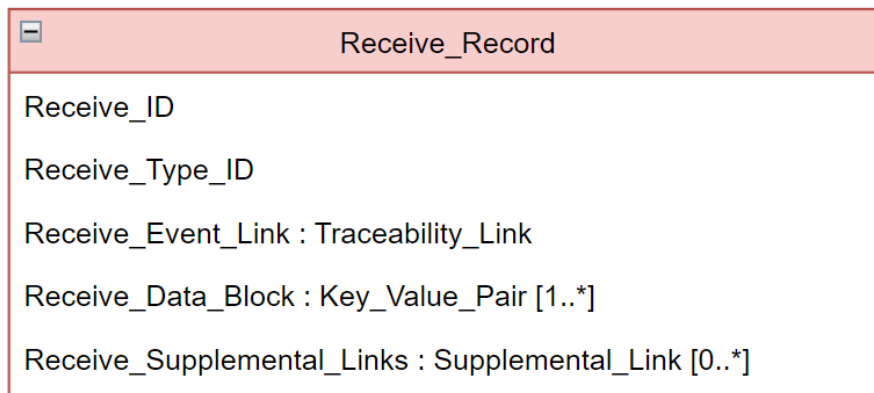 Receive_Record
Receive_ID
Receive_Type_ID
Receive_Event_Link : Traceability_Link
Receive_Data_Block : Key_Value_Pair [1..*]
Receive_Supplemental_Links : Supplemental_Link [0..*]